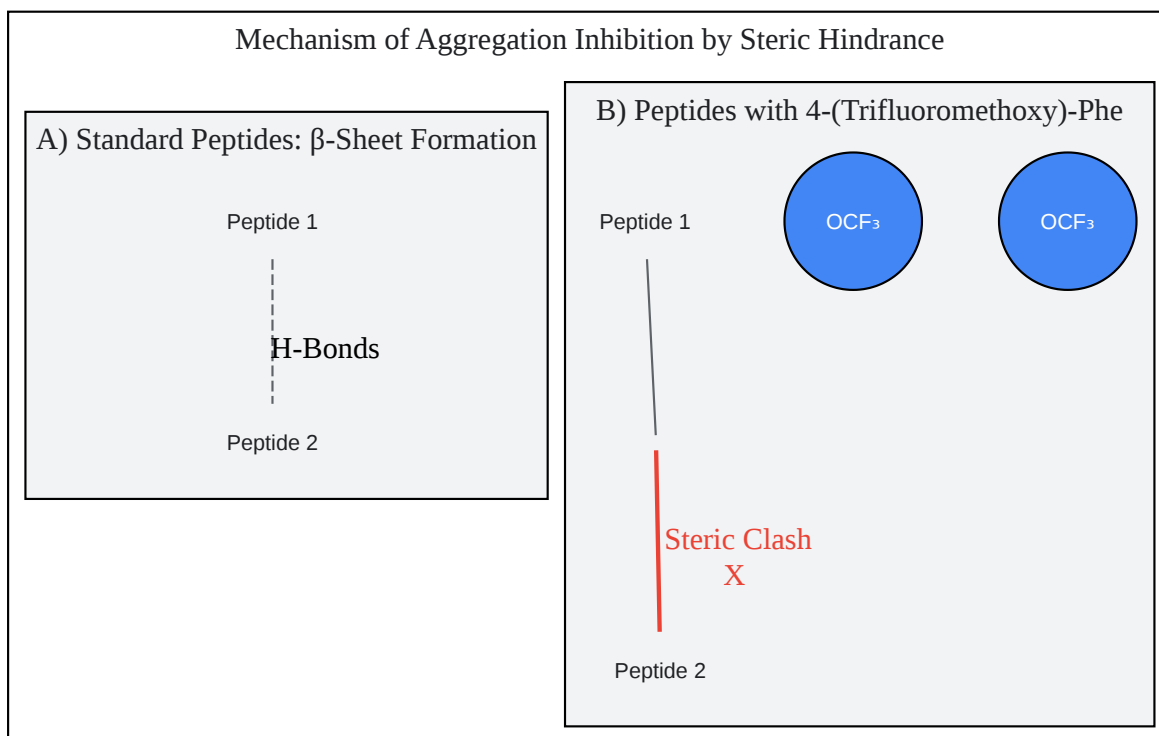 Mechanism of Aggregation Inhibition by Steric Hindrance
A) Standard Peptides: β-Sheet Formation
Peptide 1
H-Bonds
Peptide 2
B) Peptides with 4-(Trifluoromethoxy)-Phe
Peptide 1
OCF₃
OCF₃
Steric Clash
X
Peptide 2